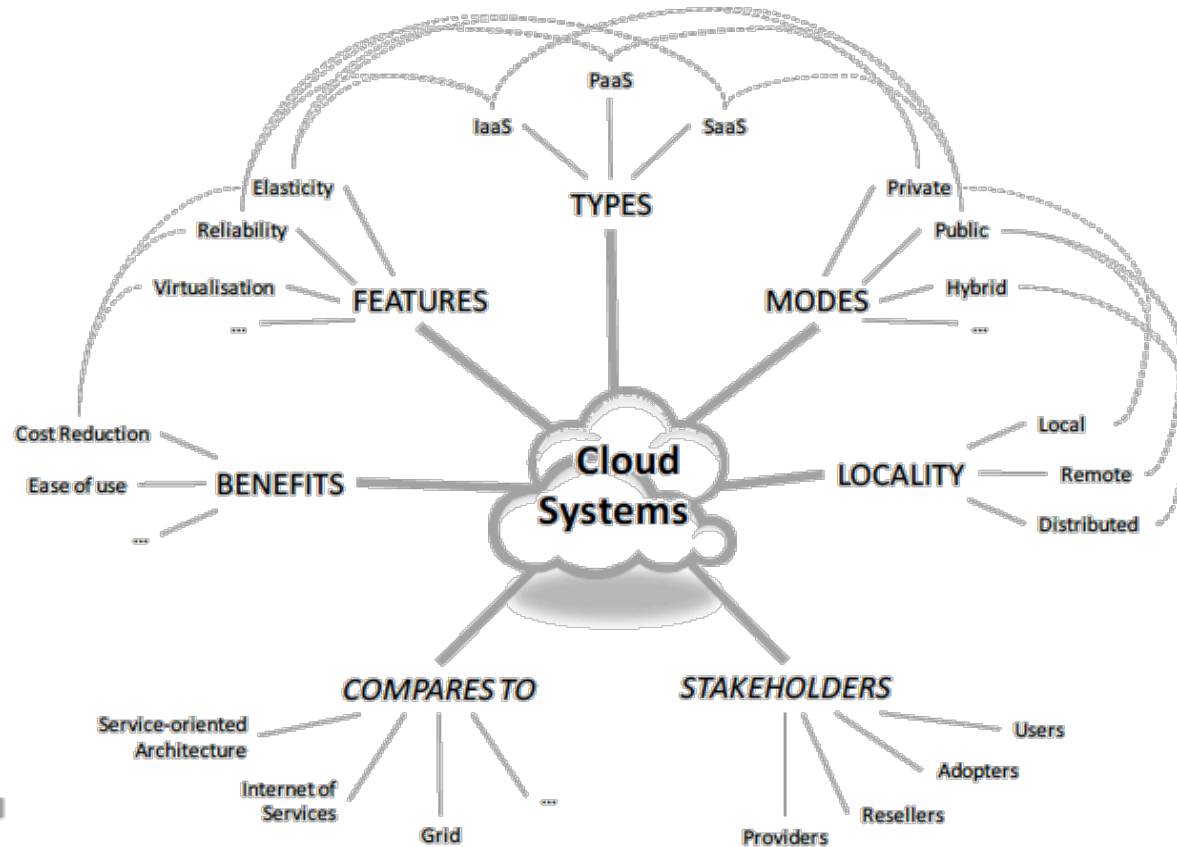 PaaS
IaaS
SaaS
TYPES
Elasticity
Reliability
Virtualisation
...
FEATURES
Private
Public
Hybrid
...
MODES
Cost Reduction
Ease of use
...
BENEFITS
Cloud
Systems
Local
Remote
Distributed
LOCALITY
COMPARES TO
Service-oriented
Architecture
Internet of
Services
Grid
...
STAKEHOLDERS
Users
Adopters
Resellers
Providers